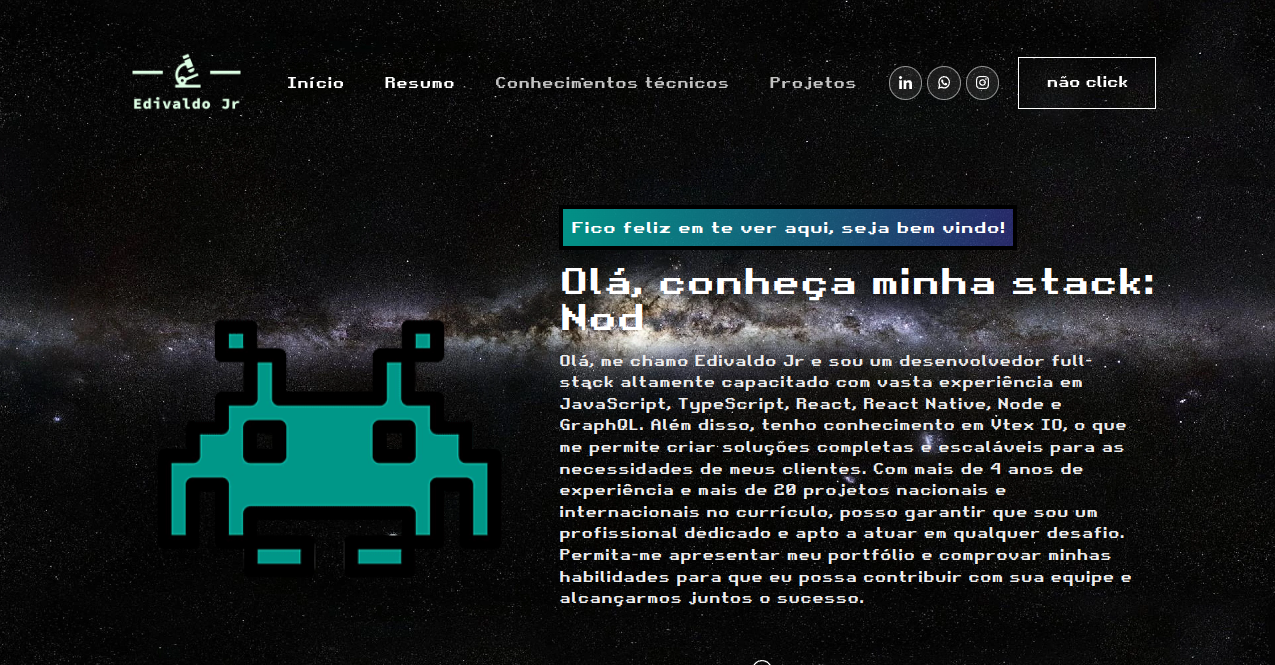 Edivaldo Jr
Início
Resumo
Conhecimentos técnicos
Projetos
in
não click
Fico feliz em te ver aqui, seja bem vindo!
Olá, conheça minha stack:
Nod
Olá, me chamo Edivaldo Jr e sou um desenvolvedor full-
stack altamente capacitado com vasta experiência em
JavaScript, TypeScript, React, React Native, Node e
GraphQL. Além disso, tenho conhecimento em Vtex IO, o que
me permite criar soluções completas e escaláveis para as
necessidades de meus clientes. Com mais de 4 anos de
experiência e mais de 20 projetos nacionais e
internacionais no currículo, posso garantir que sou um
profissional dedicado e apto a atuar em qualquer desafio.
Permita-me apresentar meu portfólio e comprovar minhas
habilidades para que eu possa contribuir com sua equipe e
alcançarmos juntos o sucesso.